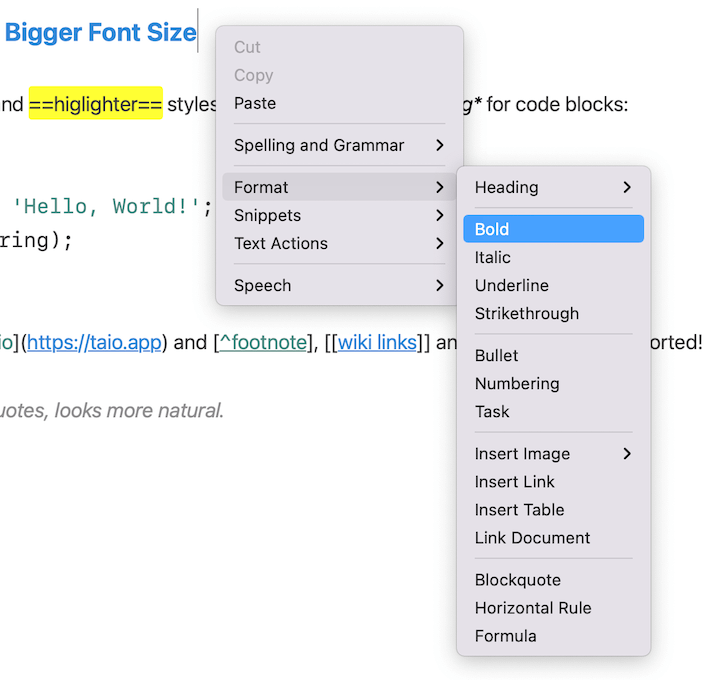 Bigger Font Size
nd ==higlighter== styles
g* for code blocks:
'Hello, World!';
ring);
io](https://taio.app) and [^footnote], [[wiki links]] an
orted!
uotes, looks more natural.
Cut
Copy
Paste
Spelling and Grammar
Format
Snippets
Text Actions
Speech
Heading
Bold
Italic
Underline
Strikethrough
Bullet
Numbering
Task
Insert Image
Insert Link
Insert Table
Link Document
Blockquote
Horizontal Rule
Formula